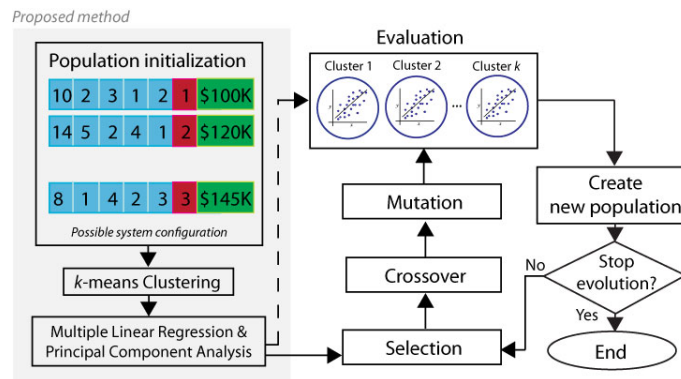 Proposed method
Population initialization
10 2 3 1 2 1 $100K
14 5 2 4 1 2 $120K
8 1 4 2 3 3 $145K
Possible system configuration
k-means Clustering
Multiple Linear Regression &
Principal Component Analysis
Evaluation
Cluster 1 Cluster 2 ... Cluster k
Mutation
Crossover
Selection
Create
new population
Stop
evolution?
No
Yes
End